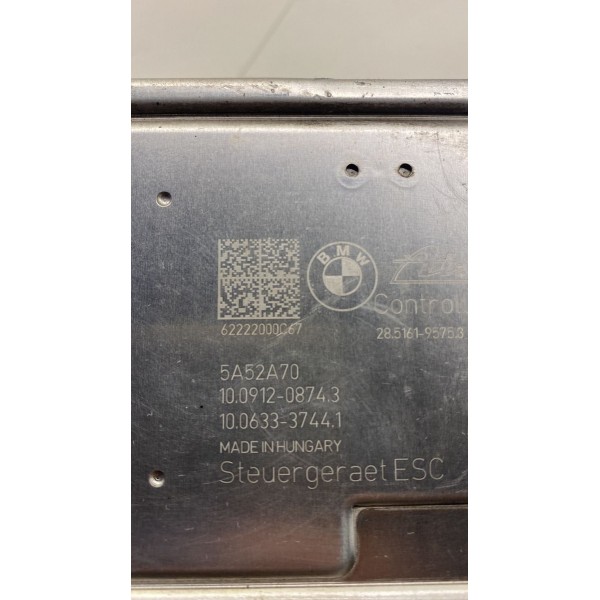 BMW
Ate
Control
62222000C67
28.5161-9575.3
5A52A70
10.0912-0874.3
10.0633-3744.1
MADE IN HUNGARY
Steuergeraet ESC